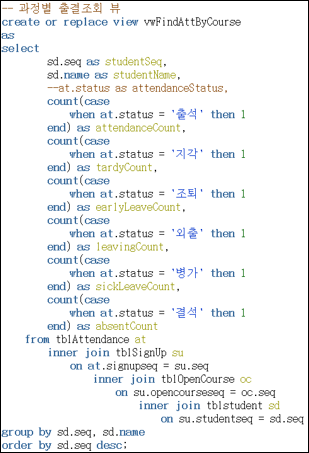 -- 과정별 출결조회 뷰
create or replace view vwFindAttByCourse
as
select
sd.seq as studentSeq,
sd.name as studentName,
--at.status as attendanceStatus,
count(case
when at.status = '출석' then 1
end) as attendanceCount,
count(case
when at.status = '지각' then 1
end) as tardyCount,
count(case
when at.status = '조퇴' then 1
end) as earlyLeaveCount,
count(case
when at.status = '외출' then 1
end) as leavingCount,
count(case
when at.status = '병가' then 1
end) as sickLeaveCount,
count(case
when at.status = '결석' then 1
end) as absentCount
from tblAttendance at
inner join tblSignUp su
on at.signupseq = su.seq
inner join tblOpenCourse oc
on su.opencourseseq = oc.seq
inner join tblstudent sd
on su.studentseq = sd.seq
group by sd.seq, sd.name
order by sd.seq desc;